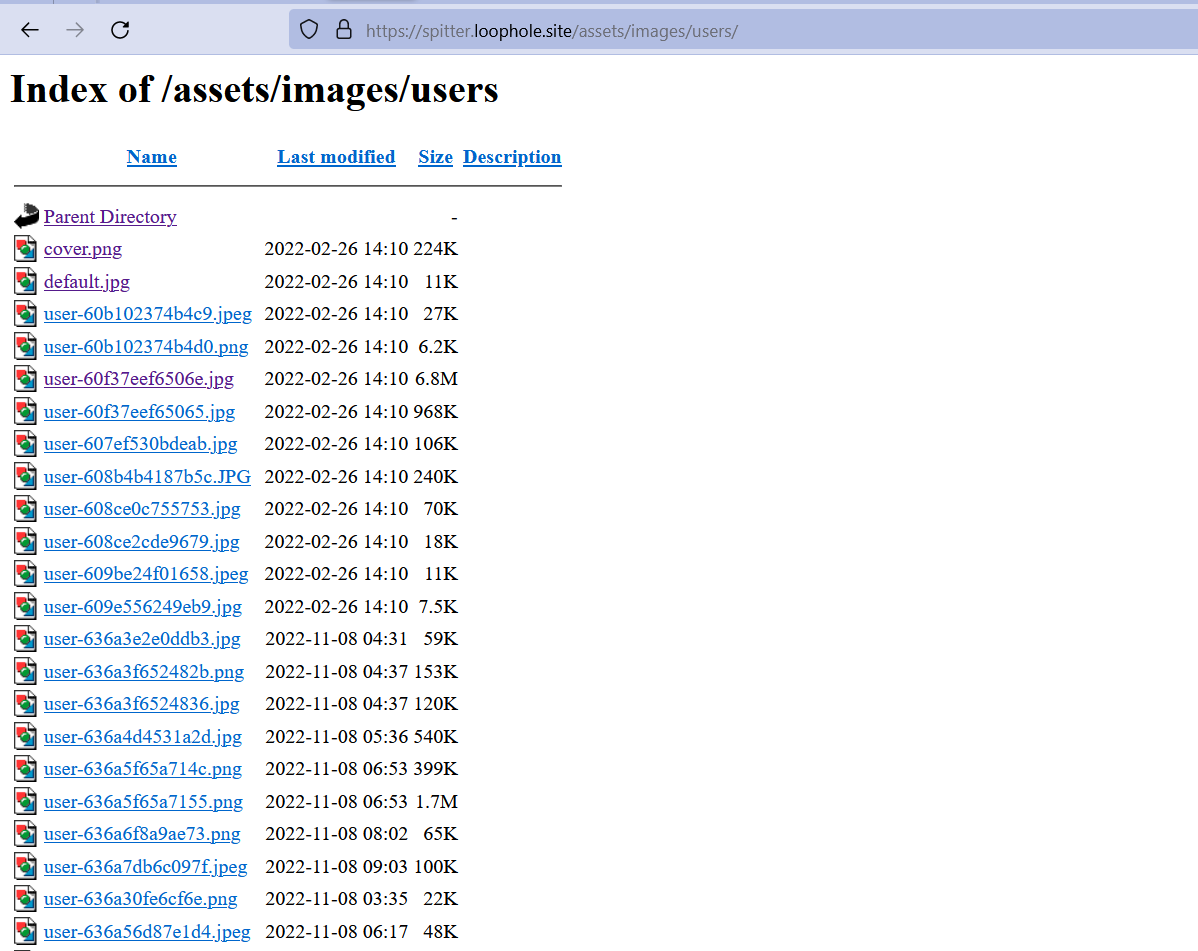 https://spitter.loophole.site/assets/images/users/
Index of /assets/images/users
Name Last modified Size Description
Parent Directory -
cover.png 2022-02-26 14:10 224K
default.jpg 2022-02-26 14:10 11K
user-60b102374b4c9.jpeg 2022-02-26 14:10 27K
user-60b102374b4d0.png 2022-02-26 14:10 6.2K
user-60f37eef6506e.jpg 2022-02-26 14:10 6.8M
user-60f37eef65065.jpg 2022-02-26 14:10 968K
user-607ef530bdeab.jpg 2022-02-26 14:10 106K
user-608b4b4187b5c.JPG 2022-02-26 14:10 240K
user-608ce0c755753.jpg 2022-02-26 14:10 70K
user-608ce2cde9679.jpg 2022-02-26 14:10 18K
user-609be24f01658.jpeg 2022-02-26 14:10 11K
user-609e556249eb9.jpg 2022-02-26 14:10 7.5K
user-636a3e2e0ddb3.jpg 2022-11-08 04:31 59K
user-636a3f652482b.png 2022-11-08 04:37 153K
user-636a3f6524836.jpg 2022-11-08 04:37 120K
user-636a4d4531a2d.jpg 2022-11-08 05:36 540K
user-636a5f65a714c.png 2022-11-08 06:53 399K
user-636a5f65a7155.png 2022-11-08 06:53 1.7M
user-636a6f8a9ae73.png 2022-11-08 08:02 65K
user-636a7db6c097f.jpeg 2022-11-08 09:03 100K
user-636a30fe6cf6e.png 2022-11-08 03:35 22K
user-636a56d87e1d4.jpeg 2022-11-08 06:17 48K